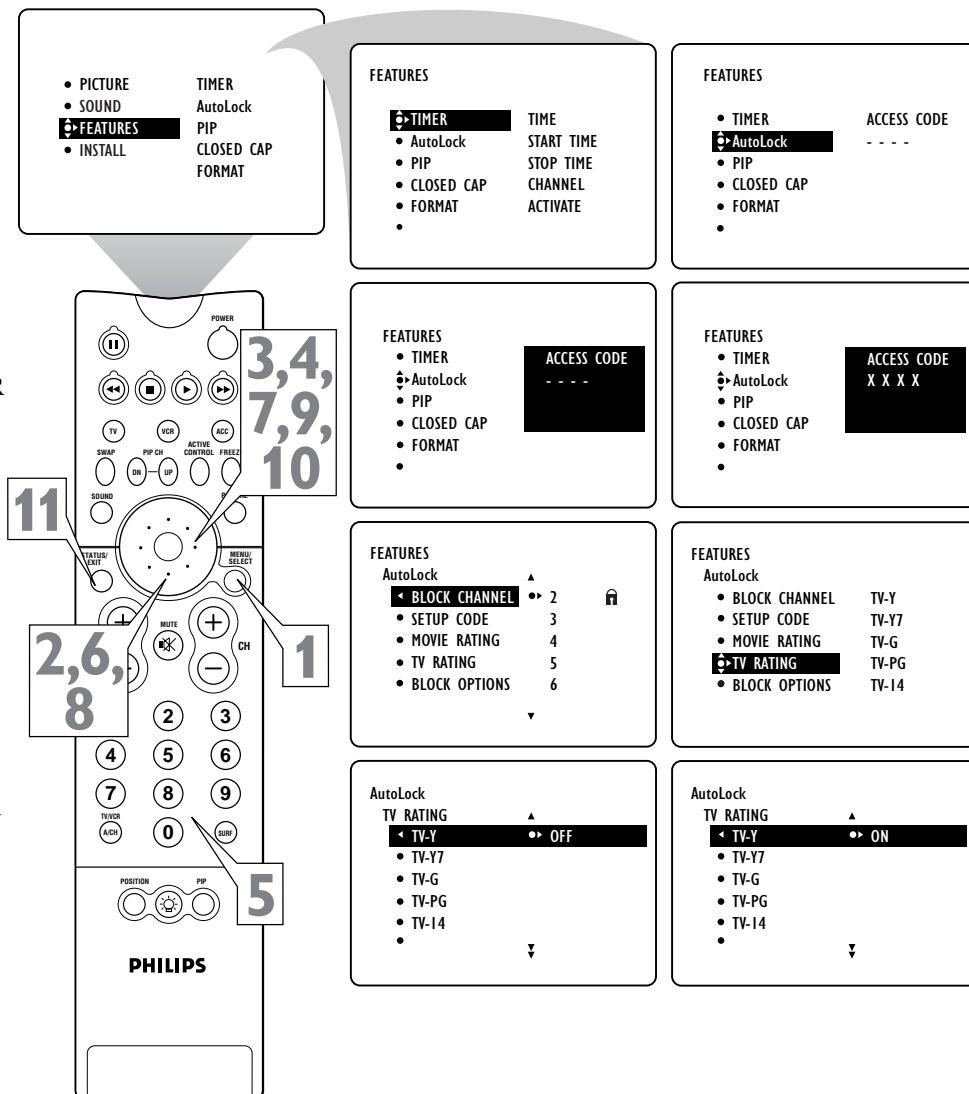 PICTURE TIMER
SOUND AutoLock
FEATURES PIP
INSTALL CLOSED CAP
FORMAT
FEATURES
TIMER TIME
AutoLock START TIME
PIP STOP TIME
CLOSED CAP CHANNEL
FORMAT ACTIVATE
FEATURES
TIMER ACCESS CODE
AutoLock - - - -
PIP
CLOSED CAP
FORMAT
FEATURES
TIMER ACCESS CODE
AutoLock - - - -
PIP
CLOSED CAP
FORMAT
FEATURES
TIMER ACCESS CODE
AutoLock X X X X
PIP
CLOSED CAP
FORMAT
FEATURES
AutoLock
BLOCK CHANNEL 2
SETUP CODE 3
MOVIE RATING 4
TV RATING 5
BLOCK OPTIONS 6
FEATURES
AutoLock
BLOCK CHANNEL TV-Y
SETUP CODE TV-Y7
MOVIE RATING TV-G
TV RATING TV-PG
BLOCK OPTIONS TV-14
AutoLock
TV RATING
TV-Y OFF
TV-Y7
TV-G
TV-PG
TV-14
AutoLock
TV RATING
TV-Y ON
TV-Y7
TV-G
TV-PG
TV-14
R
POWER
3,4,
7,9,
10
TV VCR ACC
SWAP PIP CH ACTIVE CONTROL FREEZ
DN UP
SOUND
11
STATUS/
EXIT
MENU/
SELECT
MUTE
CH
2,6,
8
1
2 3
4 5 6
7 8 9
TV/VCR
A/CH 0 SURF
5
POSITION PIP
PHILIPS